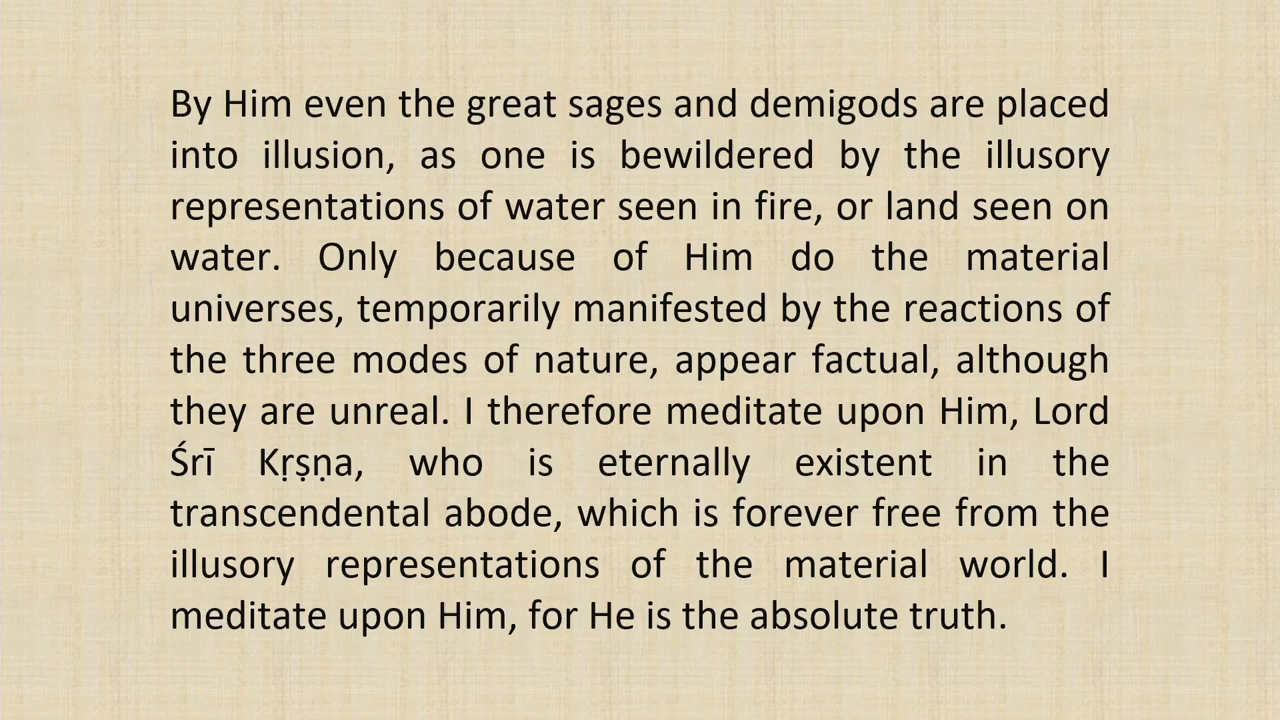 By Him even the great sages and demigods are placed
into illusion, as one is bewildered by the illusory
representations of water seen in fire, or land seen on
water. Only because of Him do the material
universes, temporarily manifested by the reactions of
the three modes of nature, appear factual, although
they are unreal. I therefore meditate upon Him, Lord
Śrī Kṛṣṇa, who is eternally existent in the
transcendental abode, which is forever free from the
illusory representations of the material world. I
meditate upon Him, for He is the absolute truth.